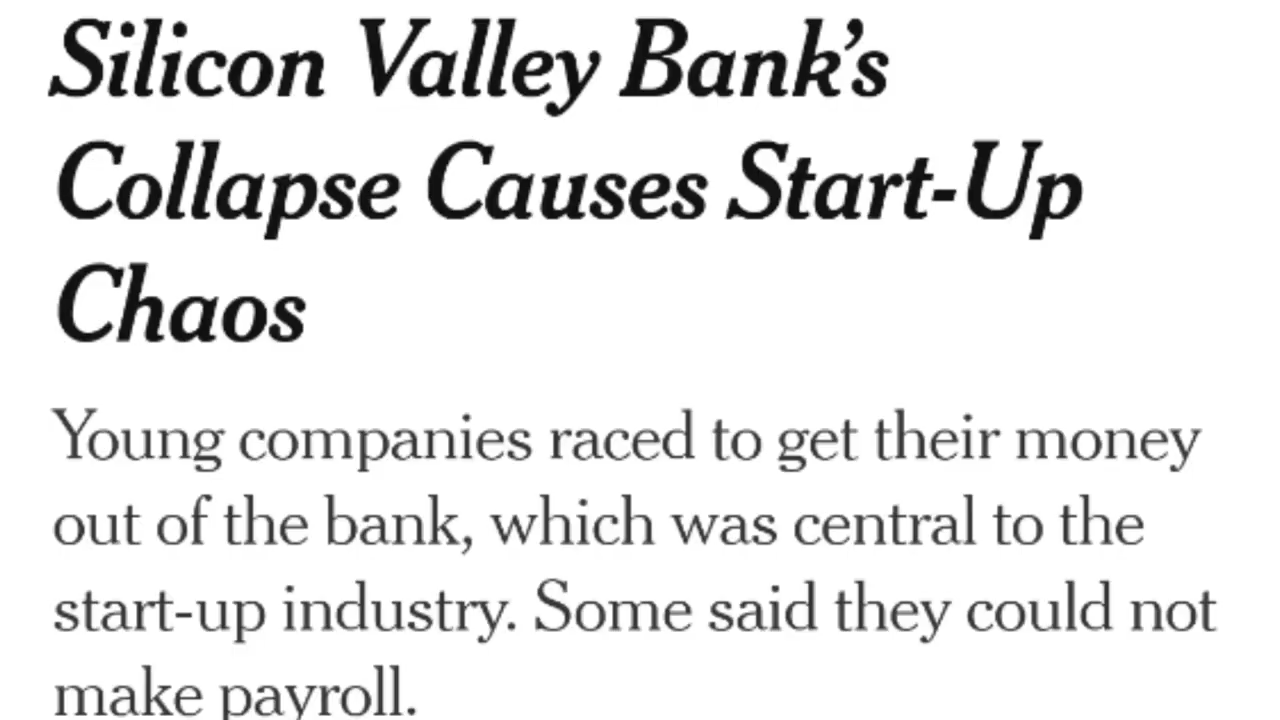 Silicon Valley Bank’s
Collapse Causes Start-Up
Chaos
Young companies raced to get their money
out of the bank, which was central to the
start-up industry. Some said they could not
make payroll.